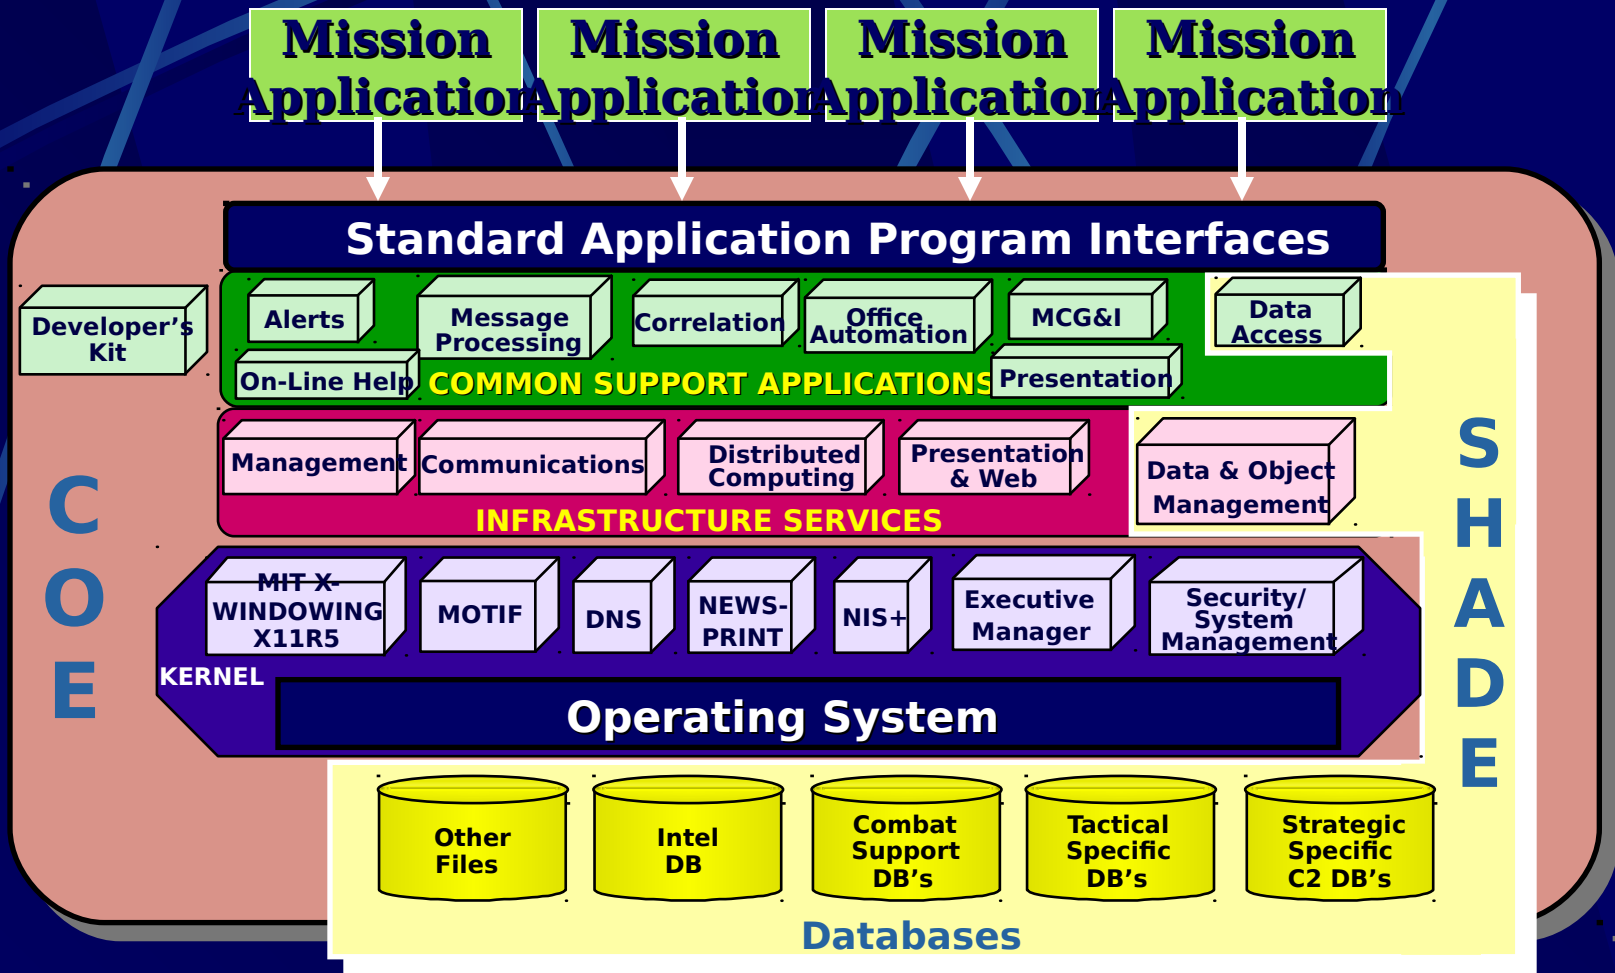 Mission
Application
Mission
Application
Mission
Application
Mission
Application
Standard Application Program Interfaces
Developer’s
Kit
Alerts
Message
Processing
Correlation
Office
Automation
MCG&I
Data
Access
On-Line Help
COMMON SUPPORT APPLICATIONS
Presentation
Management
Communications
Distributed
Computing
Presentation
& Web
Data & Object
Management
INFRASTRUCTURE SERVICES
C
O
E
S
H
A
D
E
MIT X-
WINDOWING
X11R5
MOTIF
DNS
NEWS-
PRINT
NIS+
Executive
Manager
Security/
System
Management
KERNEL
Operating System
Other
Files
Intel
DB
Combat
Support
DB’s
Tactical
Specific
DB’s
Strategic
Specific
C2 DB’s
Databases